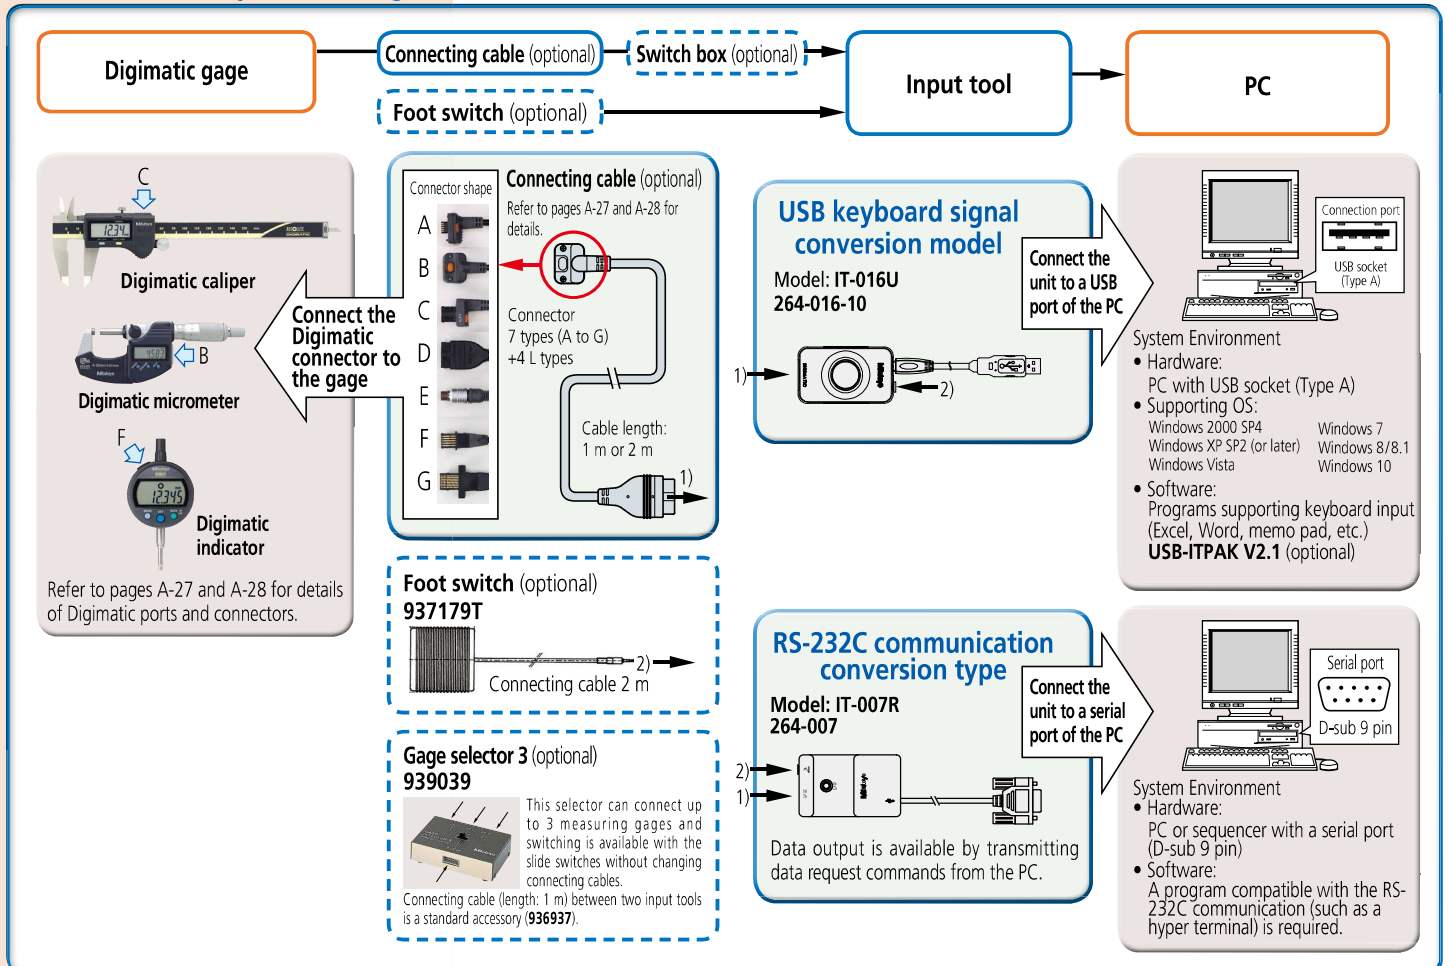 Digimatic gage
Connecting cable (optional)
Switch box (optional)
Foot switch (optional)
Input tool
PC
C
12.34
Mitutoyo
Digimatic caliper
B
Mitutoyo
Digimatic micrometer
F
Mitutoyo
12.345
Digimatic
indicator
Refer to pages A-27 and A-28 for details
of Digimatic ports and connectors.
Connect the
Digimatic
connector to
the gage
Connector shape
A
B
C
D
E
F
G
Connecting cable (optional)
Refer to pages A-27 and A-28 for
details.
Connector
7 types (A to G)
+4 L types
Cable length:
1 m or 2 m
1)
Foot switch (optional)
937179T
2)
Connecting cable 2 m
Gage selector 3 (optional)
939039
This selector can connect up
to 3 measuring gages and
switching is available with the
slide switches without changing
connecting cables.
Connecting cable (length: 1 m) between two input tools
is a standard accessory (936937).
USB keyboard signal
conversion model
Model: IT-016U
264-016-10
1)
2)
Connect the
unit to a USB
port of the PC
Connection port
USB socket
(Type A)
System Environment
• Hardware:
PC with USB socket (Type A)
• Supporting OS:
Windows 2000 SP4
Windows XP SP2 (or later)
Windows Vista
Windows 7
Windows 8/8.1
Windows 10
• Software:
Programs supporting keyboard input
(Excel, Word, memo pad, etc.)
USB-ITPAK V2.1 (optional)
RS-232C communication
conversion type
Model: IT-007R
264-007
2)
1)
Data output is available by transmitting
data request commands from the PC.
Connect the
unit to a serial
port of the PC
Serial port
D-sub 9 pin
System Environment
• Hardware:
PC or sequencer with a serial port
(D-sub 9 pin)
• Software:
A program compatible with the RS-
232C communication (such as a
hyper terminal) is required.